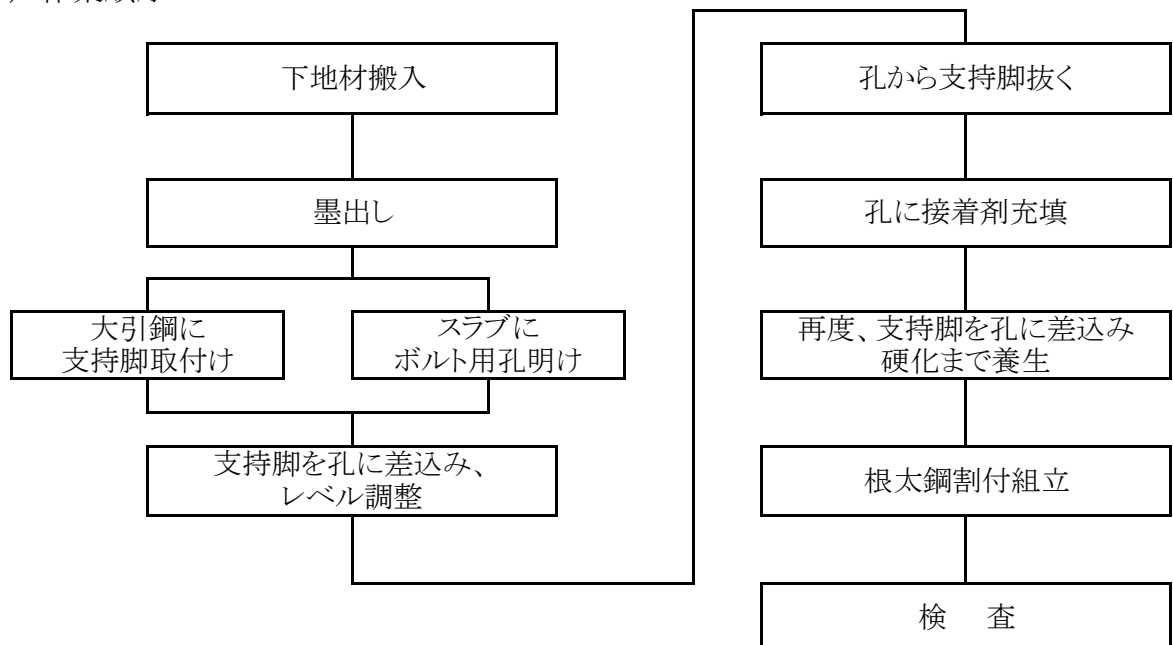 下地材搬入
墨出し
大引鋼に
支持脚取付け
スラブに
ボルト用孔明け
支持脚を孔に差込み、
レベル調整
孔から支持脚抜く
孔に接着剤充填
再度、支持脚を孔に差込み
硬化まで養生
根太鋼割付組立
検　査